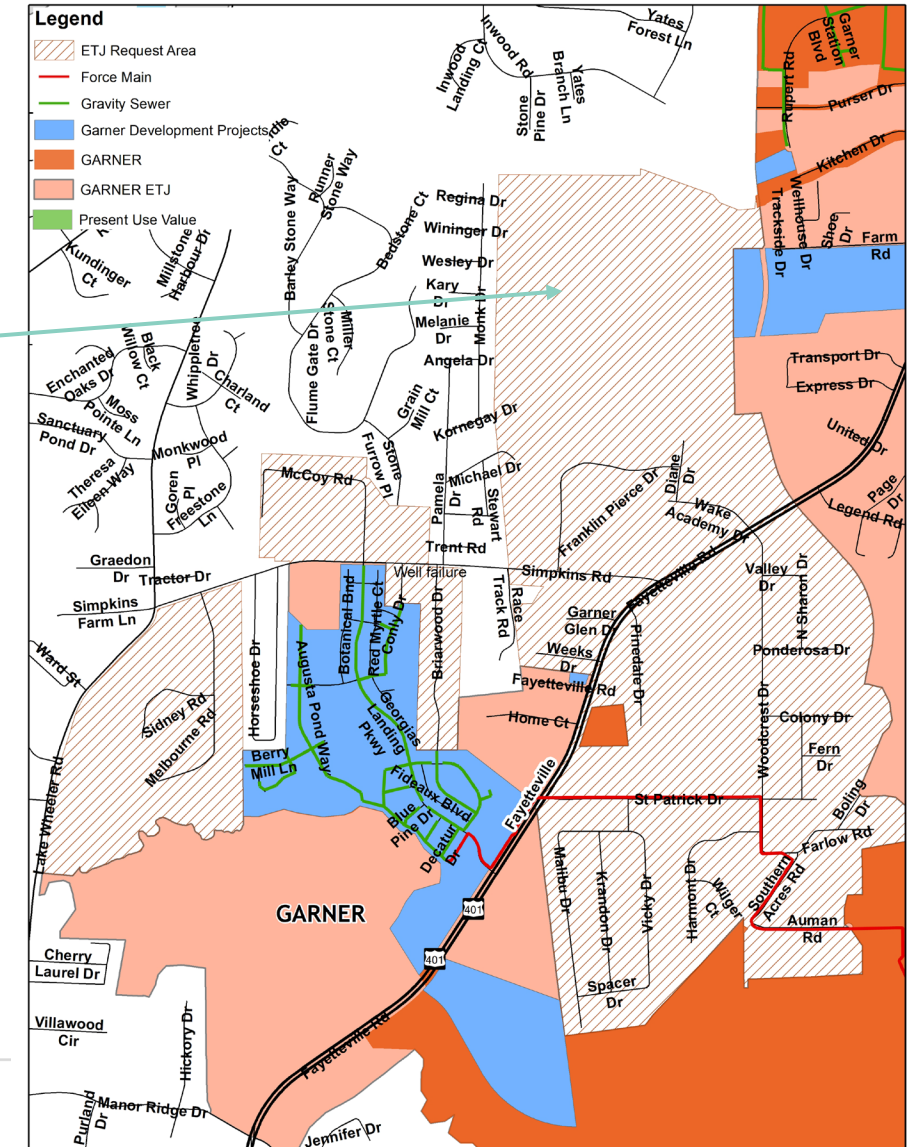 Legend
ETJ Request Area
Force Main
Gravity Sewer
Garner Development Projects
GARNER
GARNER ETJ
Present Use Value
Yates
Forest Ln
Inwood Rd
Inwood
Landing C
Yates
Branch Ln
Stone
Pine Dr
Garner
Station
Blvd
Rupert Rd
Purser Dr
Kitchen Dr
Wellhouse Dr
Trackside Dr
Shoe
Dr
Farm
Rd
Ct
Runner
Stone Way
Barley Stone Way
Bedstone Ct
Regina Dr
Wininger Dr
Wesley Dr
Kary
Dr
Melanie
Dr
Monk Dr
Angela Dr
Kornegay Dr
Kundinger
Ct
Millstone
Harbour Dr
Miller
Stone Ct
Flume Gate Dr
Grain
Mill Ct
Stone
Furrow Pl
Black
Willow Ct
Whippletree
Dr
Charland
Ct
Enchanted
Oaks Dr
Moss
Pointe Ln
Sanctuary
Pond Dr
Theresa
Eileen Way
Monkwood
Pl
Goren
Pl
Freestone
Ln
Transport Dr
Express Dr
United Dr
Page
Dr
Legend Rd
McCoy Rd
Pamela
Dr
Michael Dr
Stewart
Rd
Trent Rd
Franklin Pierce Dr
Diane
Dr
Wake
Academy Dr
Graedon
Dr
Tractor Dr
Simpkins
Farm Ln
Well failure
Simpkins Rd
Fayetteville Rd
Valley
Dr
N Sharon Dr
Ward St
Horseshoe Dr
Botanical Bnd
Red Myrtle Ct
Conly Dr
Briarwood Dr
Race
Track Rd
Garner
Glen Dr
Weeks
Dr
Pinedale Dr
Ponderosa Dr
Fayetteville Rd
Sidney Rd
Melbourne Rd
Augusta Pond Way
Georgias
Landing
Pkwy
Home Ct
Woodcrest Dr
Colony Dr
Fern
Dr
Berry
Mill Ln
Fideaux Blvd
Blue
Pine Dr
Decatur
Dr
Fayetteville
St Patrick Dr
Boling
Dr
Farlow Rd
Lake Wheeler Rd
Malibu Dr
Krandon Dr
Vicky Dr
Harmont Dr
Wilger
Ct
Southern
Acres Rd
Auman
Rd
GARNER
401
401
Cherry
Laurel Dr
Spacer
Dr
Villawood
Cir
Hickory Dr
Fayetteville Rd
Purland
Dr
Manor Ridge Dr
Jennifer Dr